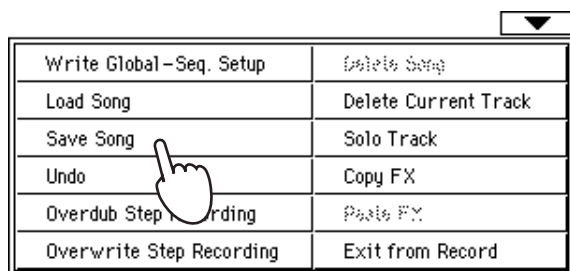 Write Global-Seq. Setup
Delete Song
Load Song
Delete Current Track
Save Song
Solo Track
Undo
Copy FX
Overdub Step rding
Paste FX
Overwrite Step Recording
Exit from Record